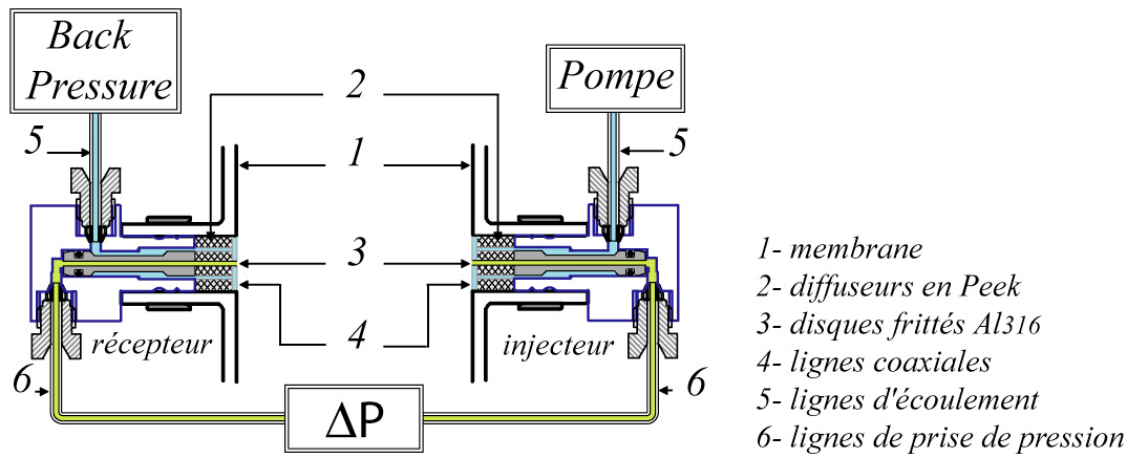 Back
Pressure
Pompe
2
5
1
5
3
4
récepteur
injecteur
6
6
ΔP
1- membrane
2- diffuseurs en Peek
3- disques frittés Al316
4- lignes coaxiales
5- lignes d'écoulement
6- lignes de prise de pression